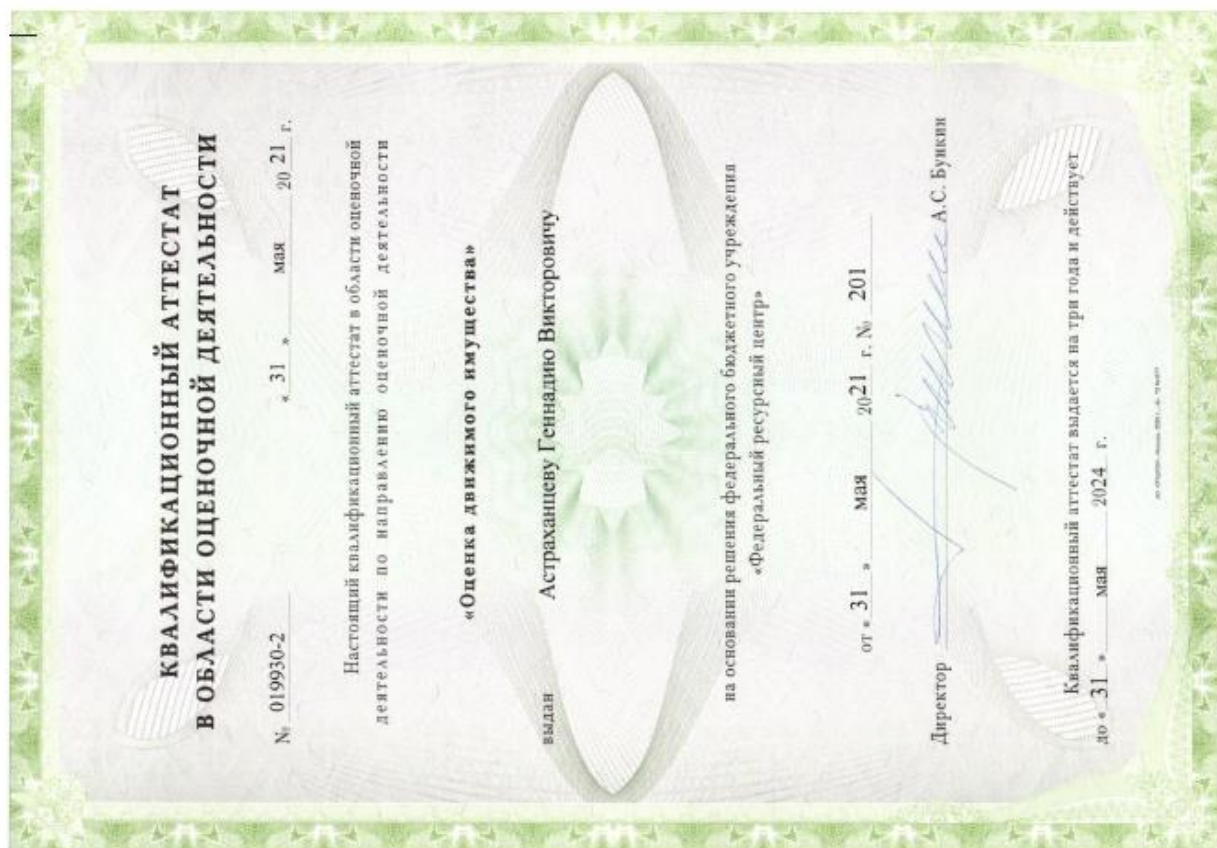 КВАЛИФИКАЦИОННЫЙ АТТЕСТАТ
В ОБЛАСТИ ОЦЕНОЧНОЙ ДЕЯТЕЛЬНОСТИ
№ 019930-2 « 31 » мая 20 21 г.
Настоящий квалификационный аттестат в области оценочной
деятельности по направлению оценочной деятельности
«Оценка движимого имущества»
выдан Астраханцеву Геннадию Викторовичу
на основании решения федерального бюджетного учреждения
«Федеральный ресурсный центр»
от « 31 » мая 2021 г. № 201
Директор А.С. Бункин
Квалификационный аттестат выдается на три года и действует
до « 31 » мая 2024 г.